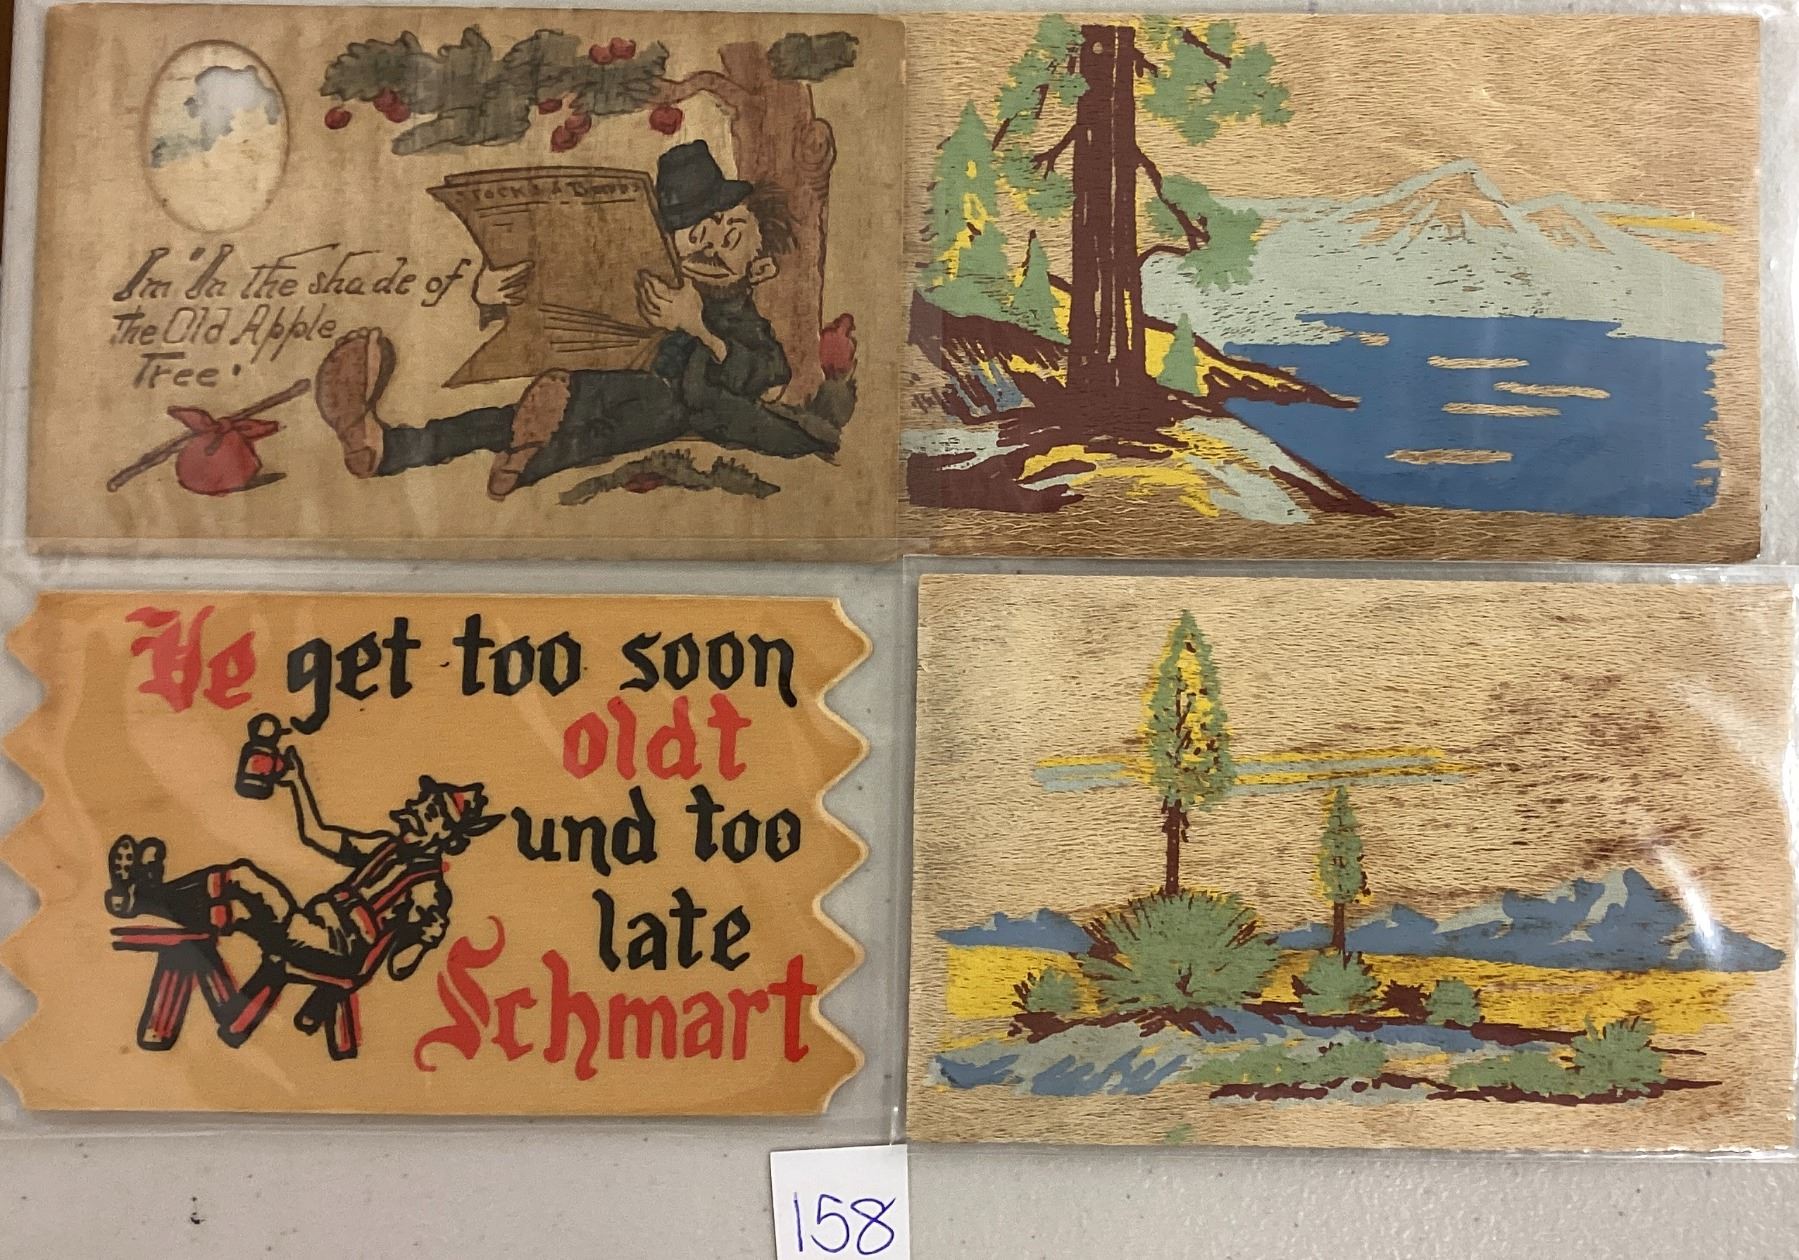 STOCKS & Bonds
Im "In the shade of
The Old Apple
Tree"
Ve get too soon
oldt
und too
late
Schmart
158